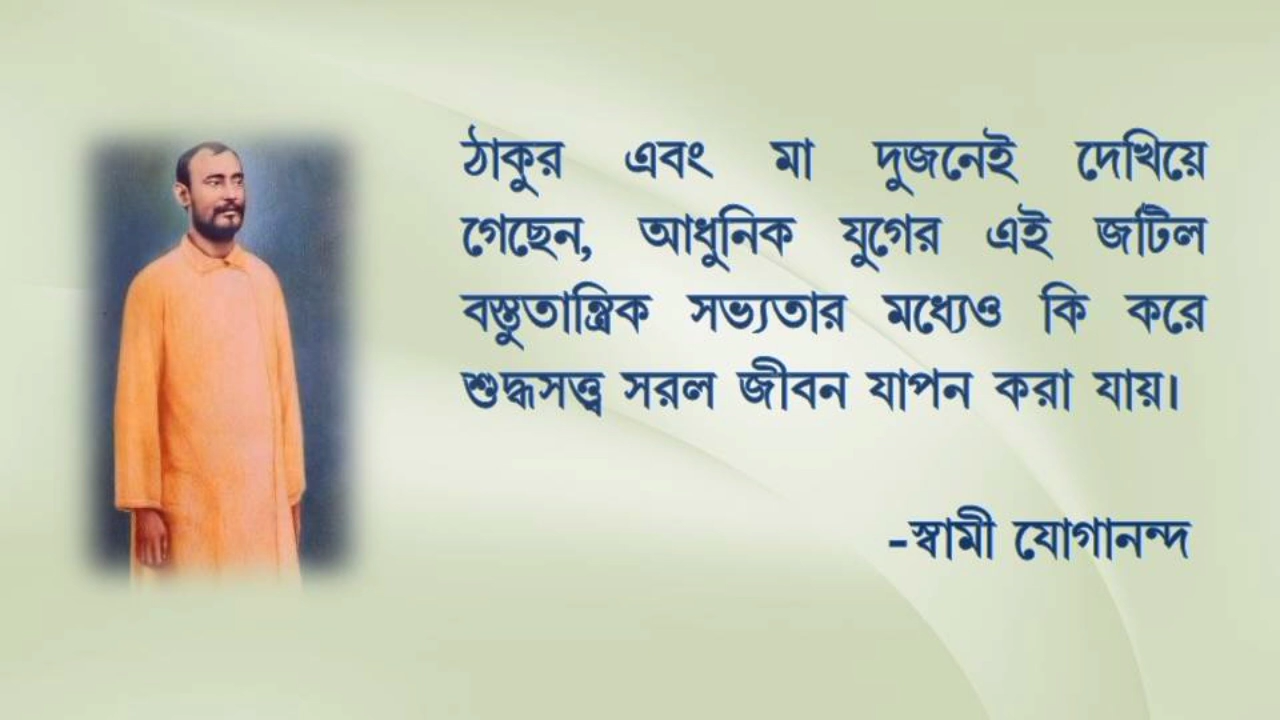 ঠাকুর এবং মা দুজনেই দেখিয়ে
গেছেন, আধুনিক যুগের এই জটিল
বস্তুতান্ত্রিক সভ্যতার মধ্যেও কি করে
শুদ্ধসত্ত্ব সরল জীবন যাপন করা যায়।
-স্বামী যোগানন্দ